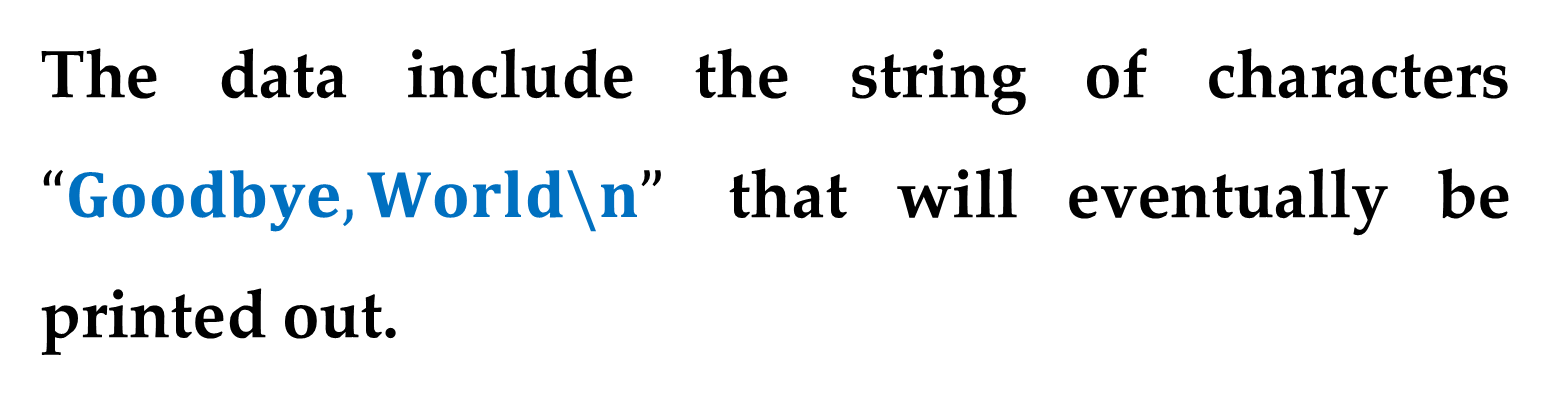 The data include the string of characters
“Goodbye, World\n” that will eventually be
printed out.